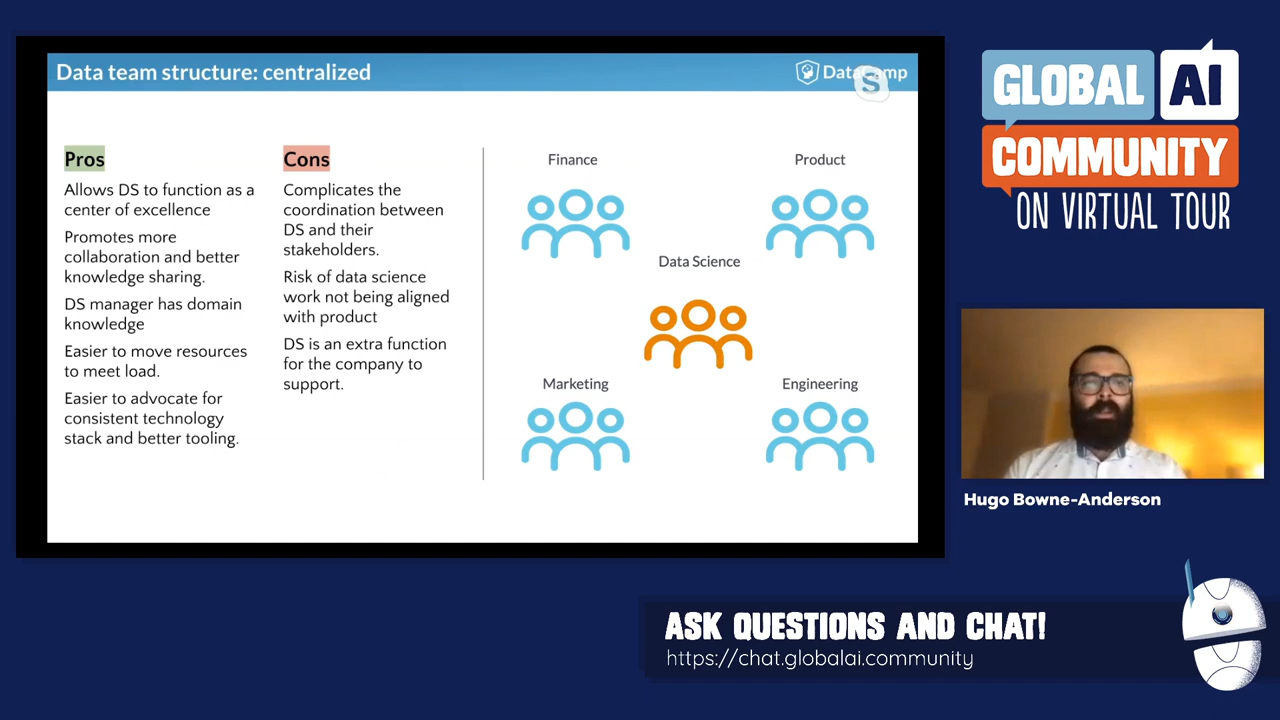 Data team structure: centralized
DataCamp
S
Pros
Allows DS to function as a
center of excellence
Promotes more
collaboration and better
knowledge sharing.
DS manager has domain
knowledge
Easier to move resources
to meet load.
Easier to advocate for
consistent technology
stack and better tooling.
Cons
Complicates the
coordination between
DS and their
stakeholders.
Risk of data science
work not being aligned
with product
DS is an extra function
for the company to
support.
Finance
Product
Data Science
Marketing
Engineering
GLOBAL AI
COMMUNITY
ON VIRTUAL TOUR
Hugo Bowne-Anderson
ASK QUESTIONS AND CHAT!
https://chat.globalai.community